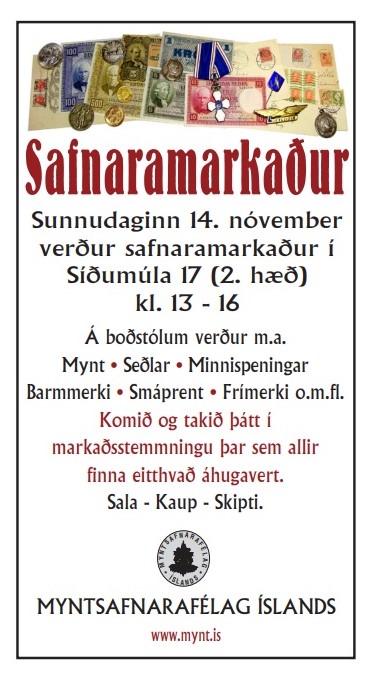 Safnaramarkaður
Sunnudaginn 14. nóvember
verður safnaramarkaður í
Síðumúla 17 (2. hæð)
kl. 13 - 16
Á boðstólum verður m.a.
Mynt • Seðlar • Minnispeningar
Barmmerki • Smáprent • Frímerki o.m.fl.
Komið og takið þátt í
markaðsstemmningu þar sem allir
finna eitthvað áhugavert.
Sala - Kaup - Skipti.
MYNTSAFNARAFÉLAG
ÍSLANDS
MYNTSAFNARAFÉLAG ÍSLANDS
www.mynt.is